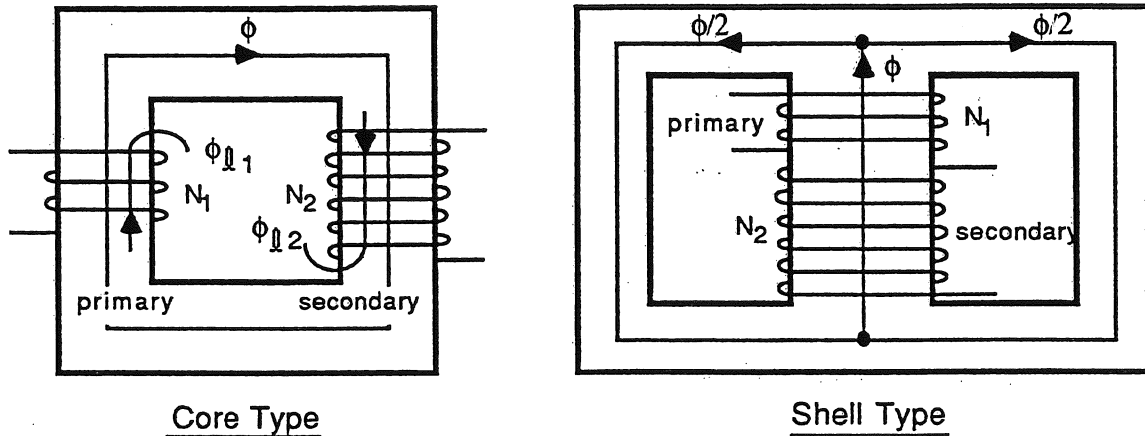 ϕ
ϕ/2
ϕ/2
ϕ
primary
N₁
ϕℓ1
N₁
N₂
ϕℓ2
N₂
secondary
primary
secondary
Core Type
Shell Type